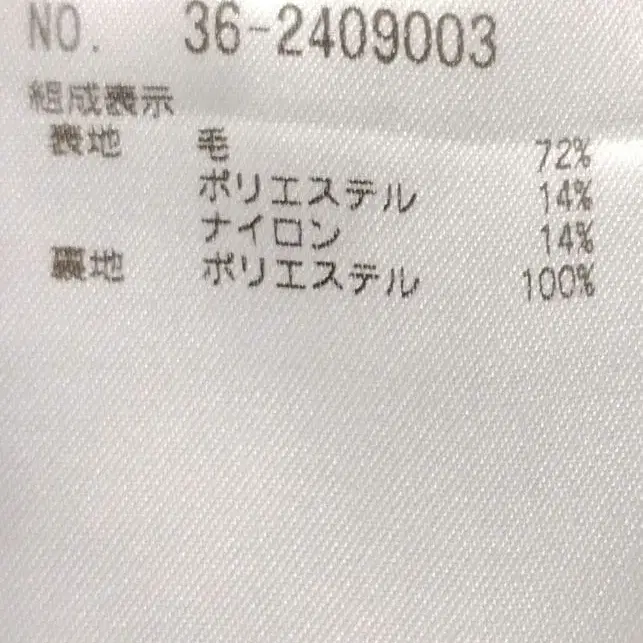 NO. 36-2409003
組成表示
表地 毛 72%
ポリエステル 14%
ナイロン 14%
裏地 ポリエステル 100%